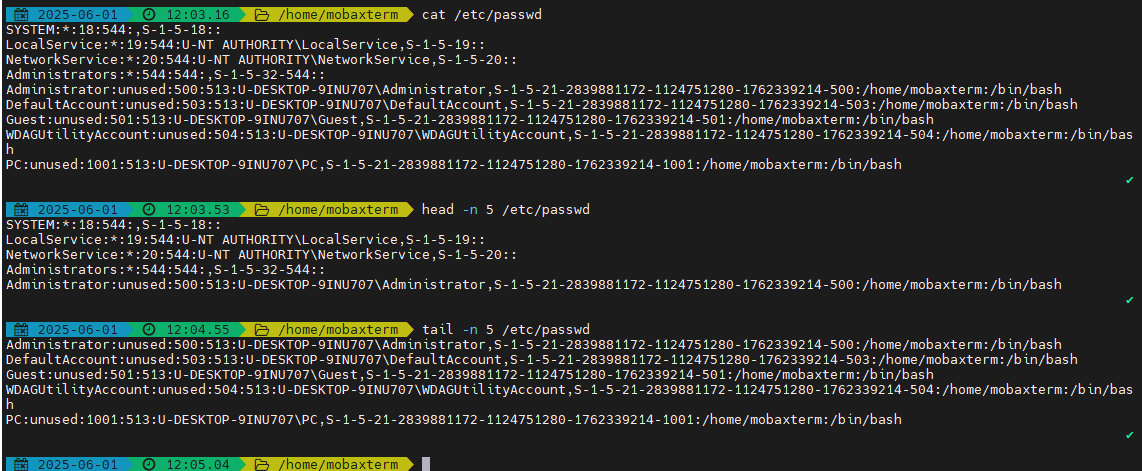 2025-06-01 12:03.16 /home/mobaxterm cat /etc/passwd
SYSTEM:*:18:544:,S-1-5-18::
LocalService:*:19:544:U-NT AUTHORITY\LocalService,S-1-5-19::
NetworkService:*:20:544:U-NT AUTHORITY\NetworkService,S-1-5-20::
Administrators:*:544:544:,S-1-5-32-544::
Administrator:unused:500:513:U-DESKTOP-9INU707\Administrator,S-1-5-21-2839881172-1124751280-1762339214-500:/home/mobaxterm:/bin/bash
DefaultAccount:unused:503:513:U-DESKTOP-9INU707\DefaultAccount,S-1-5-21-2839881172-1124751280-1762339214-503:/home/mobaxterm:/bin/bash
Guest:unused:501:513:U-DESKTOP-9INU707\Guest,S-1-5-21-2839881172-1124751280-1762339214-501:/home/mobaxterm:/bin/bash
WDAGUtilityAccount:unused:504:513:U-DESKTOP-9INU707\WDAGUtilityAccount,S-1-5-21-2839881172-1124751280-1762339214-504:/home/mobaxterm:/bin/bas
h
PC:unused:1001:513:U-DESKTOP-9INU707\PC,S-1-5-21-2839881172-1124751280-1762339214-1001:/home/mobaxterm:/bin/bash
✔
2025-06-01 12:03.53 /home/mobaxterm head -n 5 /etc/passwd
SYSTEM:*:18:544:,S-1-5-18::
LocalService:*:19:544:U-NT AUTHORITY\LocalService,S-1-5-19::
NetworkService:*:20:544:U-NT AUTHORITY\NetworkService,S-1-5-20::
Administrators:*:544:544:,S-1-5-32-544::
Administrator:unused:500:513:U-DESKTOP-9INU707\Administrator,S-1-5-21-2839881172-1124751280-1762339214-500:/home/mobaxterm:/bin/bash
✔
2025-06-01 12:04.55 /home/mobaxterm tail -n 5 /etc/passwd
Administrator:unused:500:513:U-DESKTOP-9INU707\Administrator,S-1-5-21-2839881172-1124751280-1762339214-500:/home/mobaxterm:/bin/bash
DefaultAccount:unused:503:513:U-DESKTOP-9INU707\DefaultAccount,S-1-5-21-2839881172-1124751280-1762339214-503:/home/mobaxterm:/bin/bash
Guest:unused:501:513:U-DESKTOP-9INU707\Guest,S-1-5-21-2839881172-1124751280-1762339214-501:/home/mobaxterm:/bin/bash
WDAGUtilityAccount:unused:504:513:U-DESKTOP-9INU707\WDAGUtilityAccount,S-1-5-21-2839881172-1124751280-1762339214-504:/home/mobaxterm:/bin/bas
h
PC:unused:1001:513:U-DESKTOP-9INU707\PC,S-1-5-21-2839881172-1124751280-1762339214-1001:/home/mobaxterm:/bin/bash
✔
2025-06-01 12:05.04 /home/mobaxterm